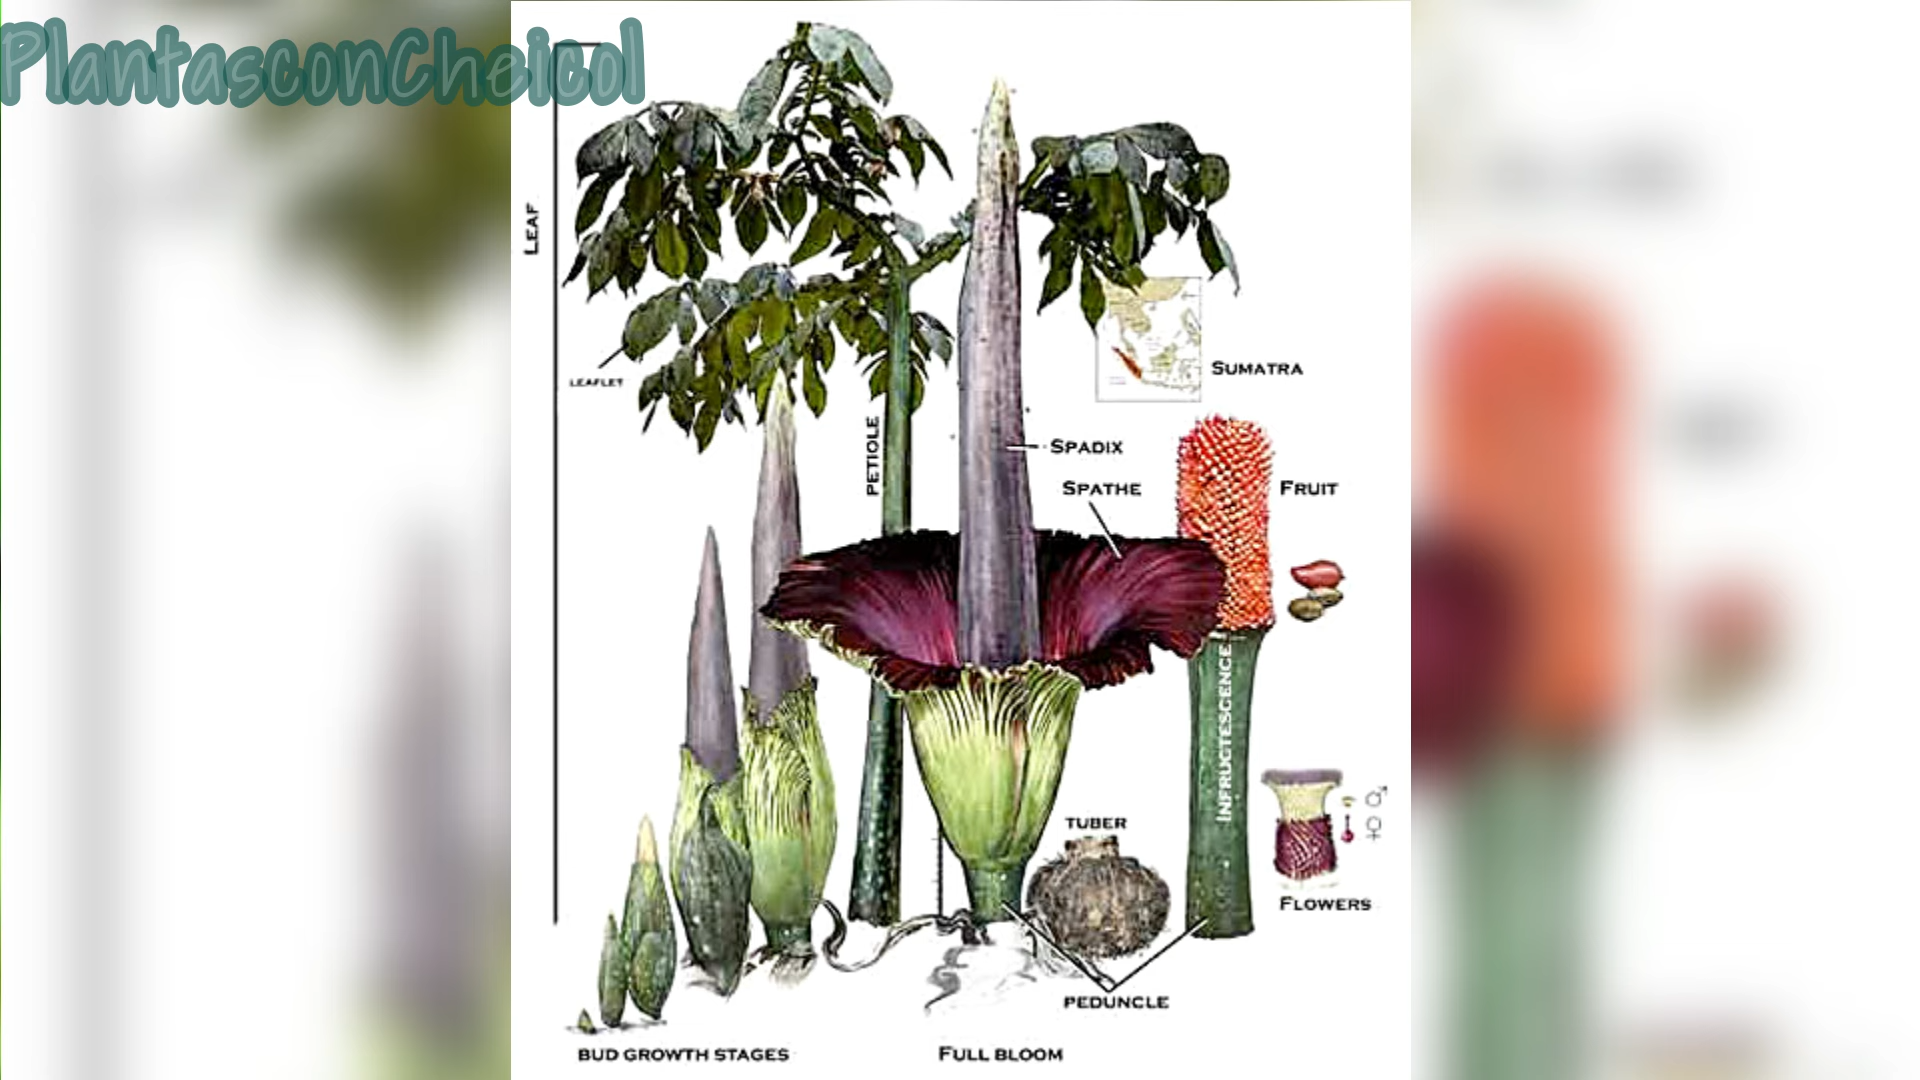 PlantasconCheicol
LEAF
LEAFLET
PETIOLE
SUMATRA
SPADIX
SPATHE
FRUIT
INFRUCTESCENCE
TUBER
FLOWERS
PEDUNCLE
BUD GROWTH STAGES
FULL BLOOM